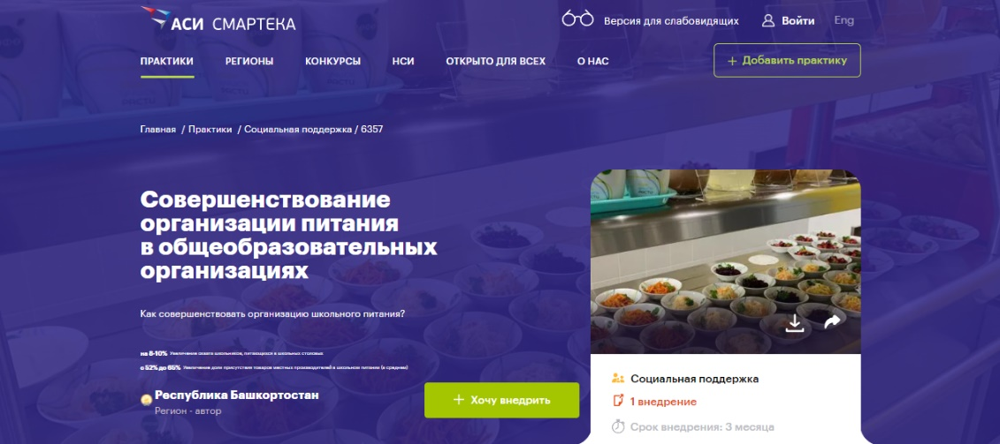 АСИ СМАРТЕКА
Версия для слабовидящих
Войти
Eng
ПРАКТИКИ
РЕГИОНЫ
КОНКУРСЫ
НСИ
ОТКРЫТО ДЛЯ ВСЕХ
О НАС
+ Добавить практику
Главная / Практики / Социальная поддержка / 6357
Совершенствование
организации питания
в общеобразовательных
организациях
Как совершенствовать организацию школьного питания?
на 8-10% Увеличение охвата школьников, питающихся в школьных столовых
с 52% до 65% Увеличение доли присутствия товаров местных производителей в школьном питании (в среднем)
Республика Башкортостан
Регион - автор
+ Хочу внедрить
Социальная поддержка
1 внедрение
Срок внедрения: 3 месяца